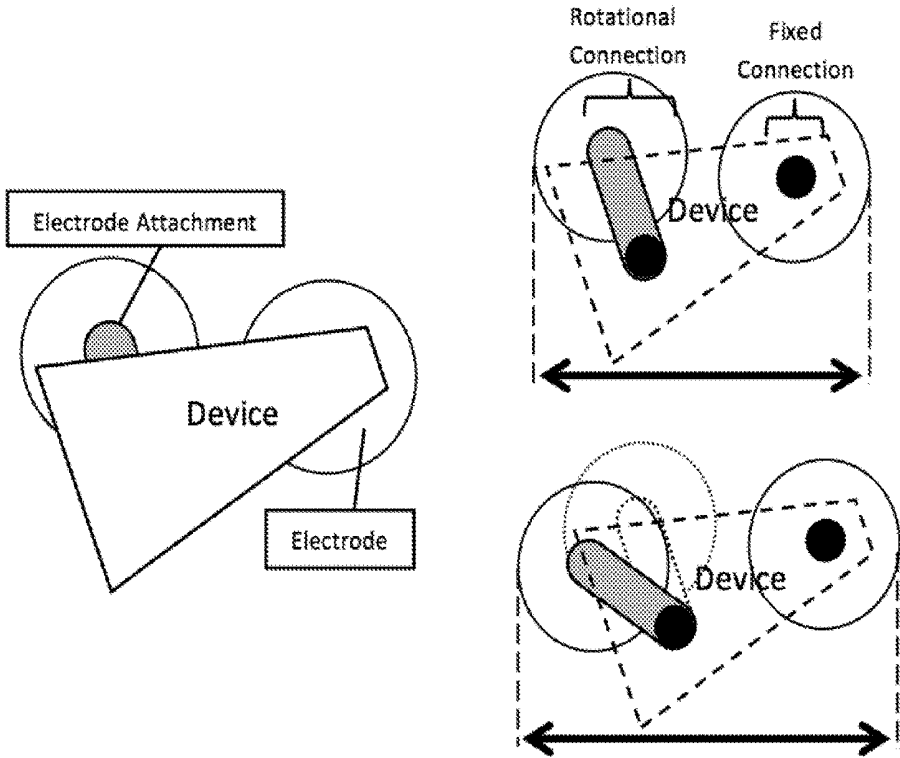 Electrode Attachment
Device
Electrode
Rotational
Connection
Fixed
Connection
Device
Device